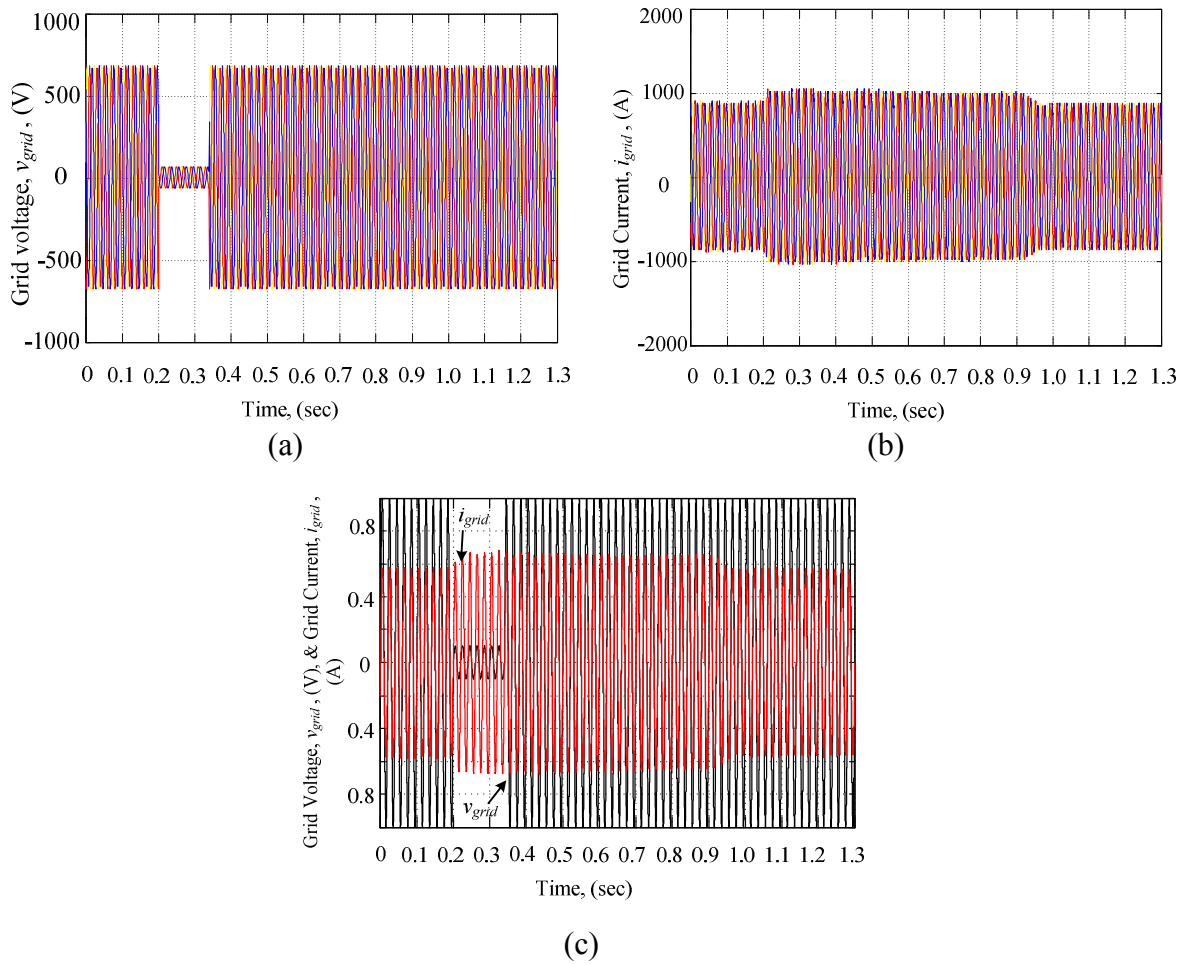 1000
500
0
-500
-1000
Grid voltage, vgrid , (V)
0 0.1 0.2 0.3 0.4 0.5 0.6 0.7 0.8 0.9 1.0 1.1 1.2 1.3
Time, (sec)
(a)
2000
1000
0
-1000
-2000
Grid Current, igrid , (A)
0 0.1 0.2 0.3 0.4 0.5 0.6 0.7 0.8 0.9 1.0 1.1 1.2 1.3
Time, (sec)
(b)
Grid Voltage, vgrid , (V), & Grid Current, igrid ,
(A)
0.8
0.4
0
0.4
0.8
igrid
vgrid
0 0.1 0.2 0.3 0.4 0.5 0.6 0.7 0.8 0.9 1.0 1.1 1.2 1.3
Time, (sec)
(c)